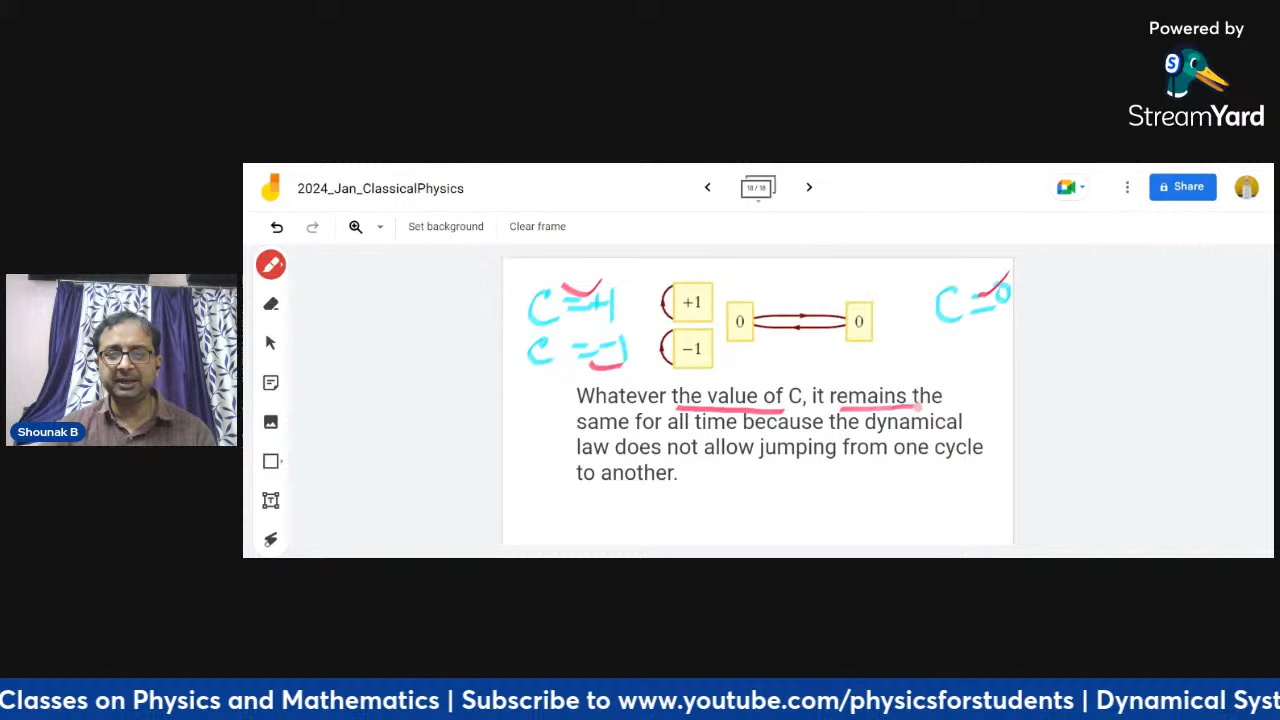 Powered by
StreamYard
2024_Jan_ClassicalPhysics
18 / 18
Share
Set background
Clear frame
C=+1
+1
0
0
C=0
C=-1
−1
Whatever the value of C, it remains the
same for all time because the dynamical
law does not allow jumping from one cycle
to another.
Shounak B
Classes on Physics and Mathematics | Subscribe to www.youtube.com/physicsforstudents | Dynamical Syst